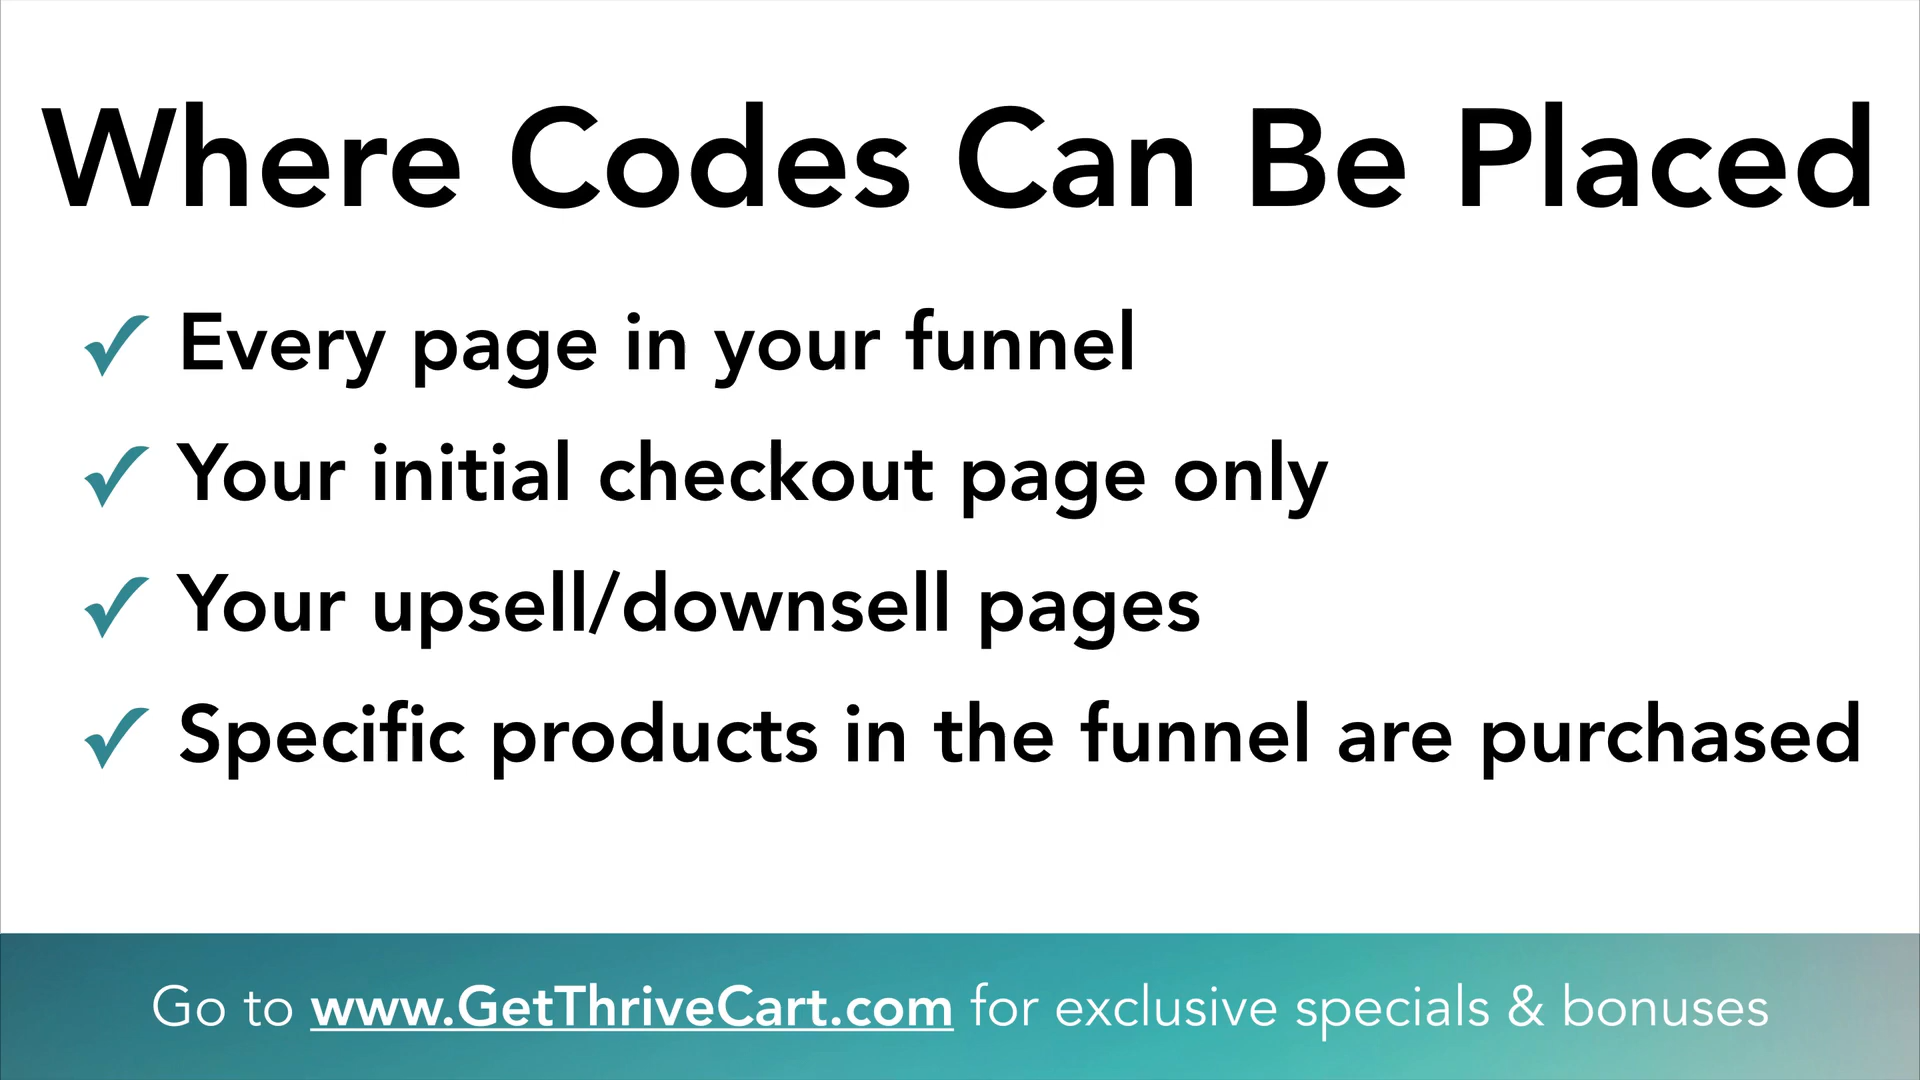 Where Codes Can Be Placed
✓ Every page in your funnel
✓ Your initial checkout page only
✓ Your upsell/downsell pages
✓ Specific products in the funnel are purchased
Go to www.GetThriveCart.com for exclusive specials & bonuses